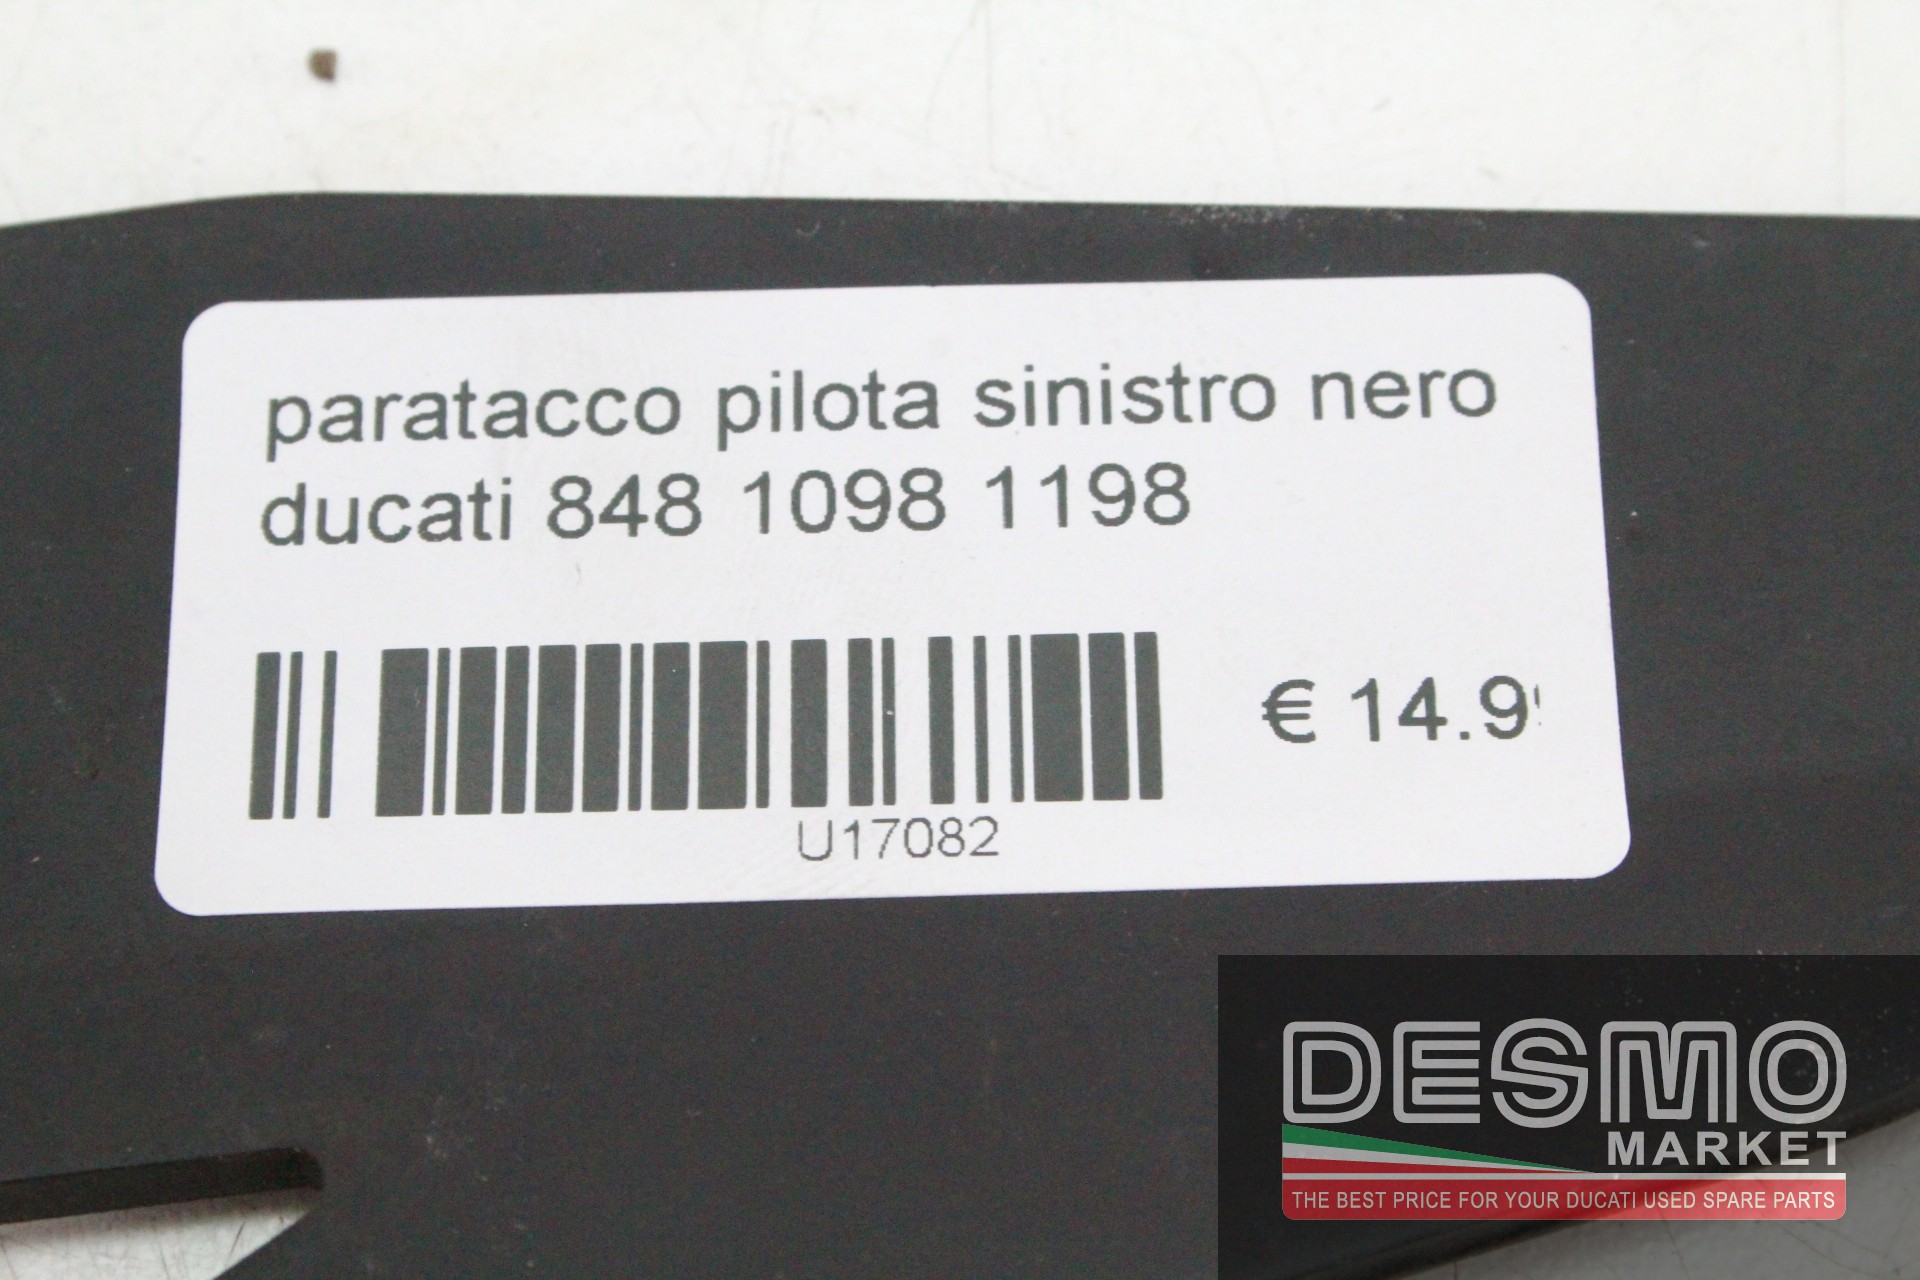 paratacco pilota sinistro nero
ducati 848 1098 1198
€ 14.9
U17082
DESMO
MARKET
THE BEST PRICE FOR YOUR DUCATI USED SPARE PARTS